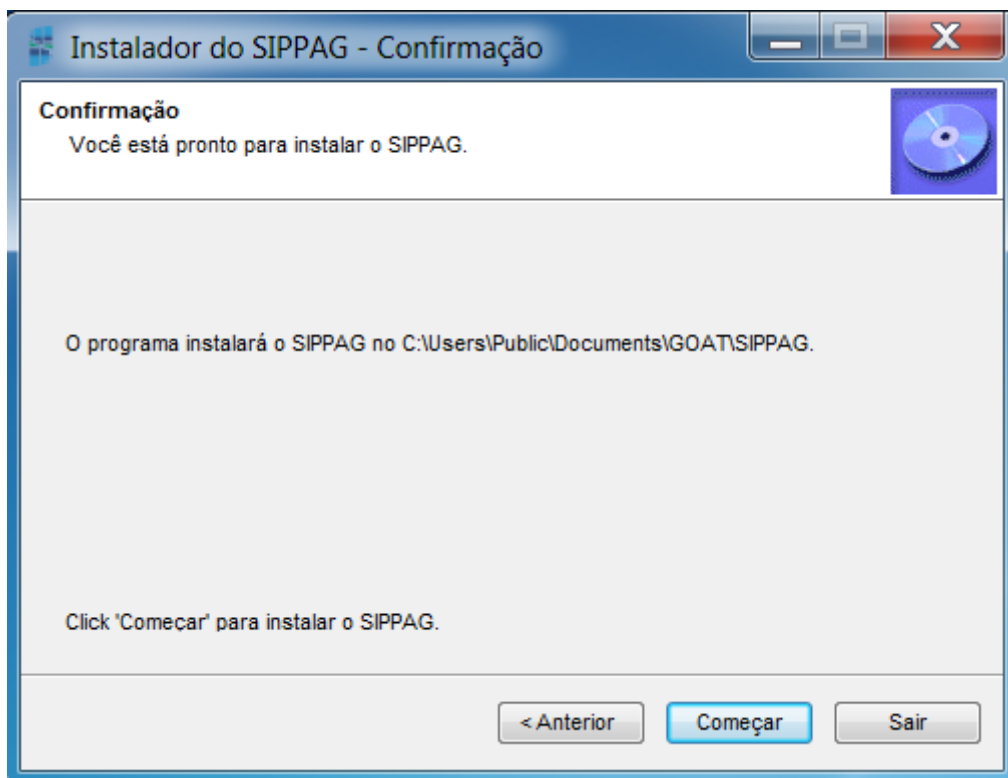 Instalador do SIPPAG - Confirmação
Confirmação
Você está pronto para instalar o SIPPAG.
O programa instalará o SIPPAG no C:\Users\Public\Documents\GOAT\SIPPAG.
Click 'Começar' para instalar o SIPPAG.
< Anterior
Começar
Sair